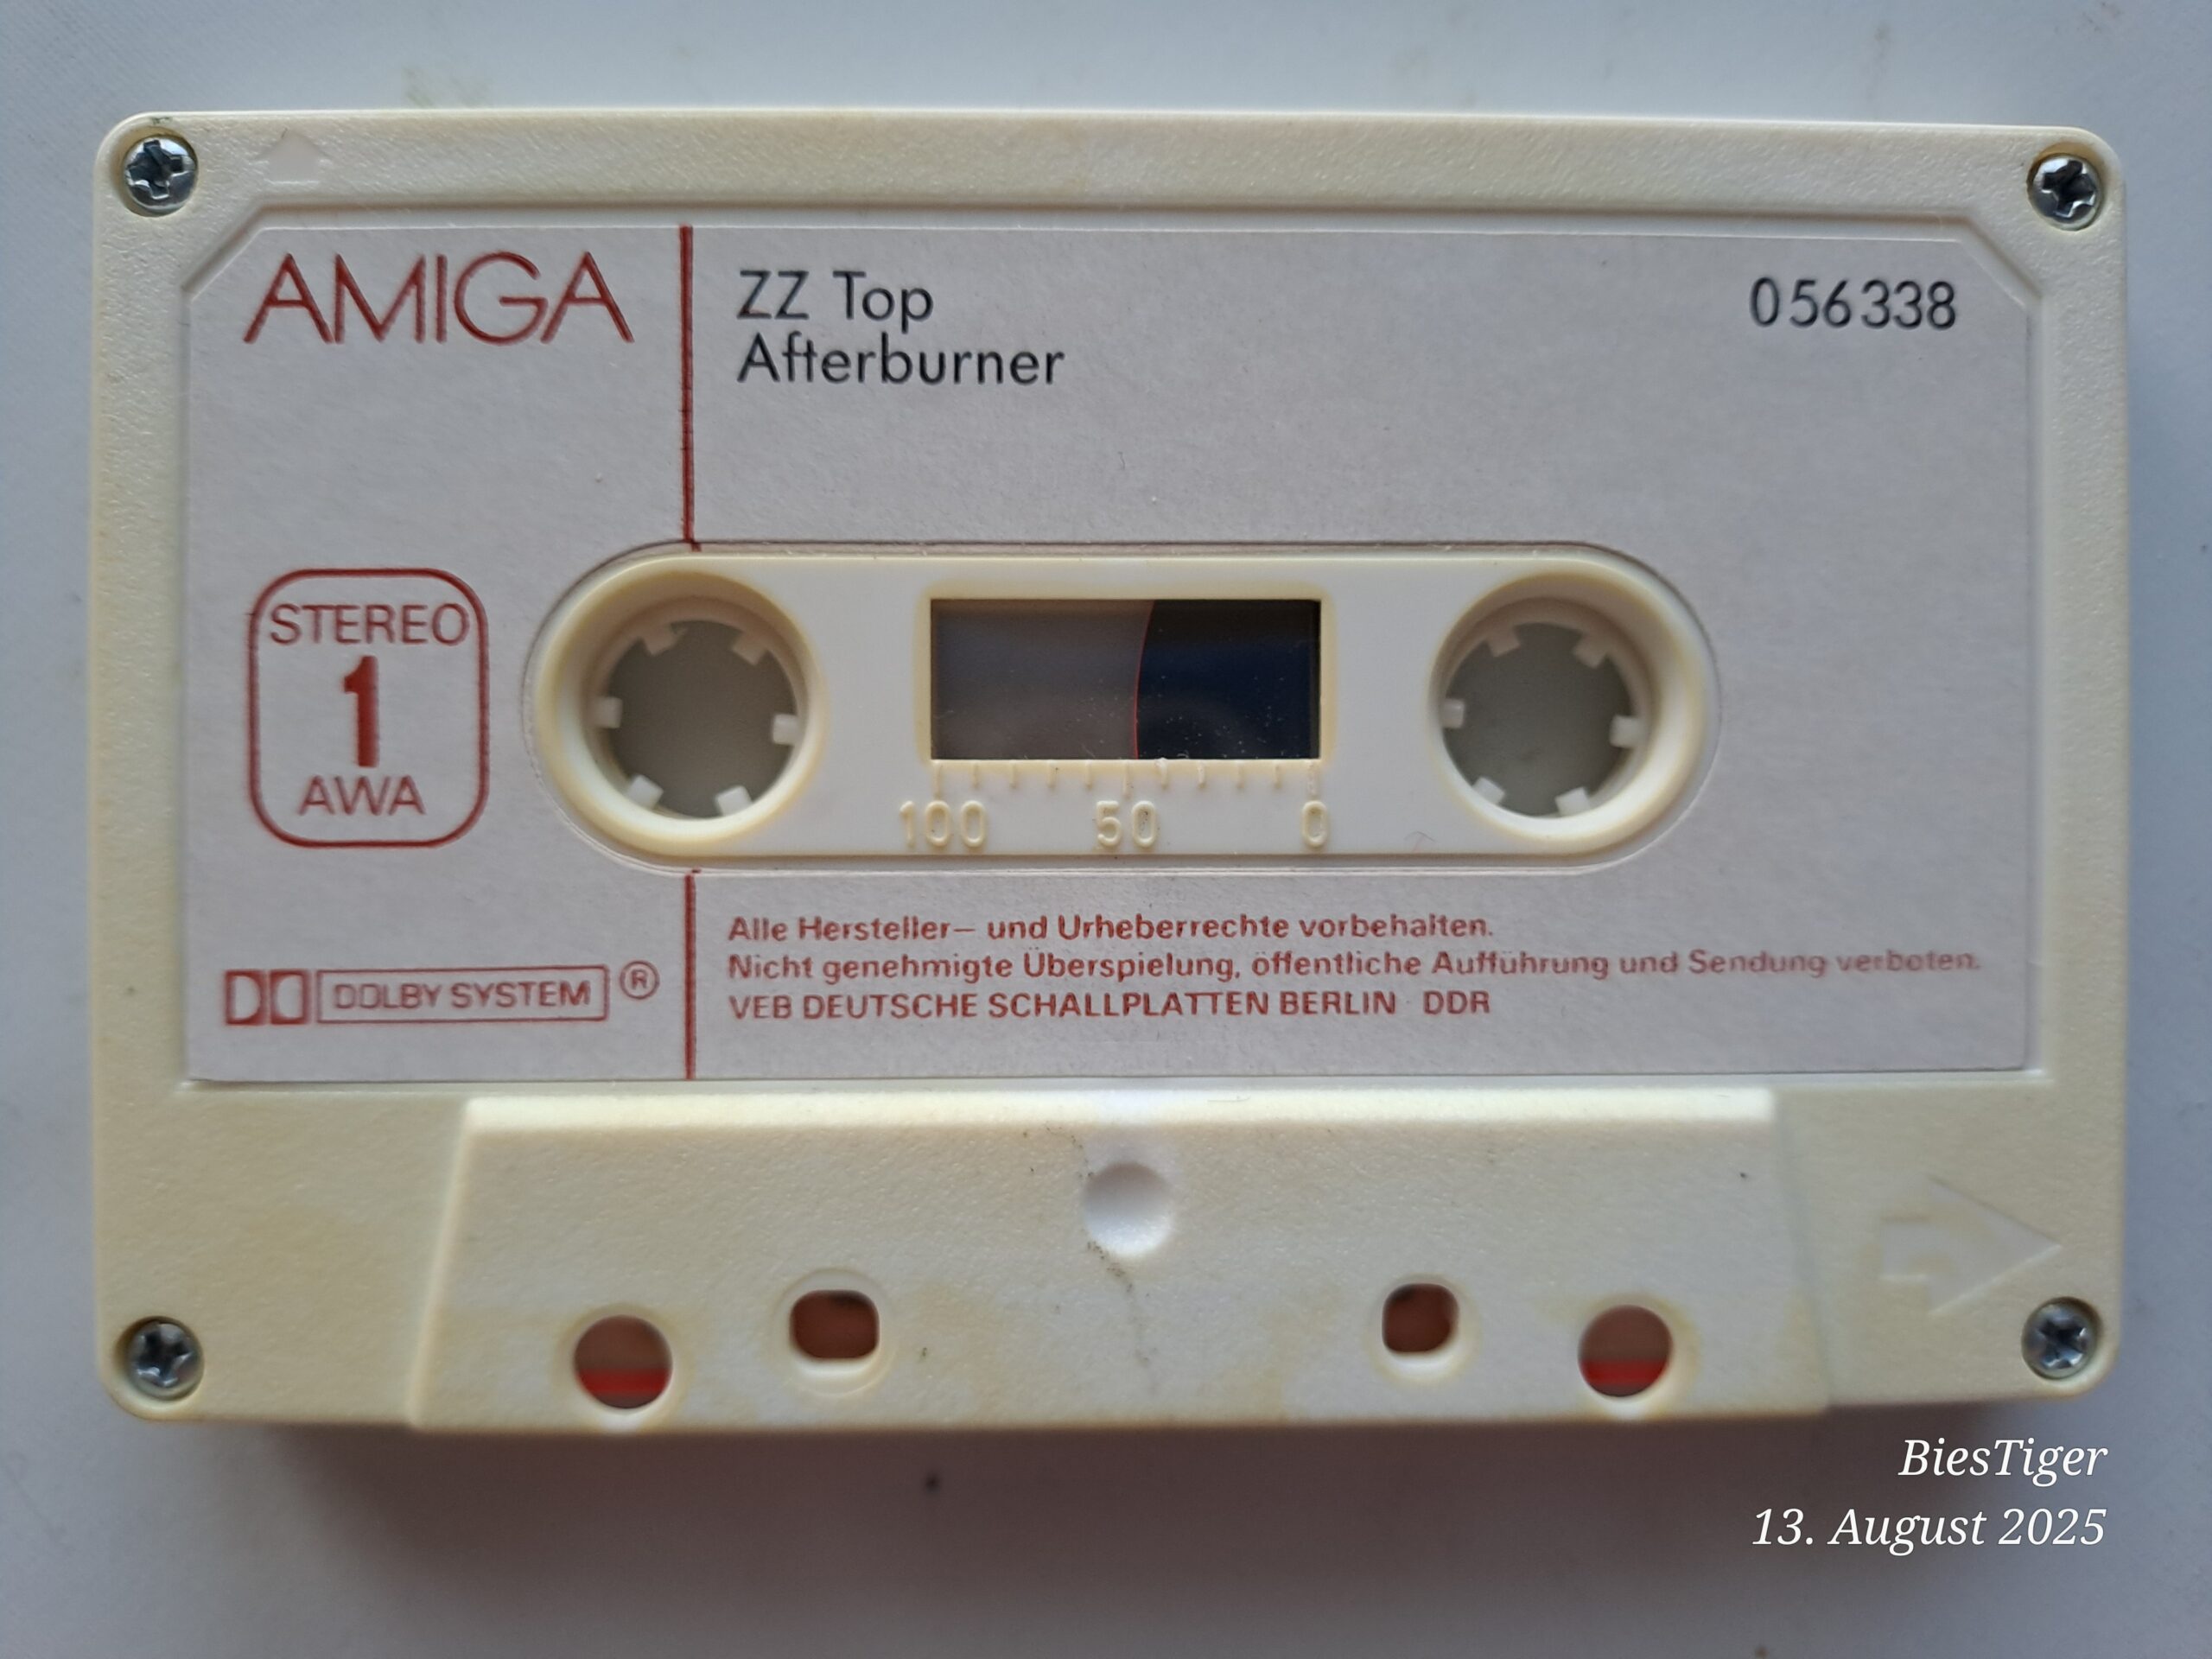 AMIGA
ZZ Top
Afterburner
056338
STEREO
1
AWA
100 50 0
DOLBY SYSTEM ®
Alle Hersteller– und Urheberrechte vorbehalten.
Nicht genehmigte Überspielung, öffentliche Aufführung und Sendung verboten.
VEB DEUTSCHE SCHALLPLATTEN BERLIN DDR
BiesTiger
13. August 2025